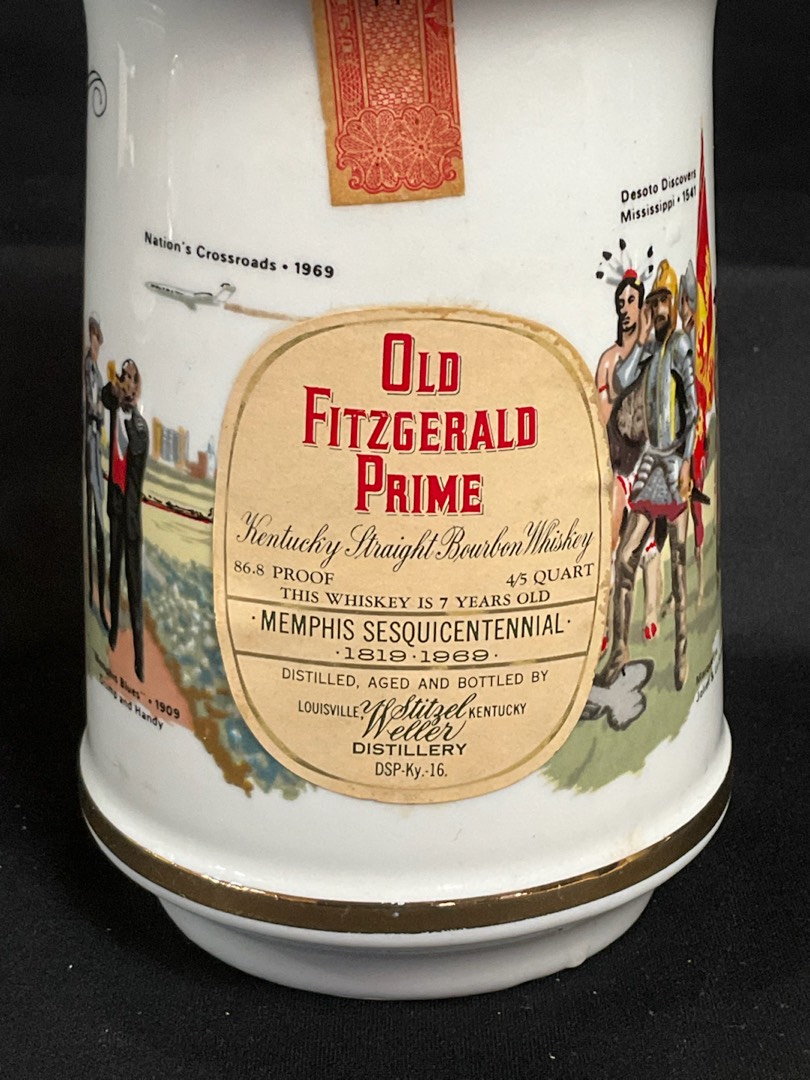 Nation's Crossroads • 1969
Desoto Discovers
Mississippi • 1541
OLD
FITZGERALD
PRIME
Kentucky Straight Bourbon Whiskey
86.8 PROOF
4/5 QUART
THIS WHISKEY IS 7 YEARS OLD
·MEMPHIS SESQUICENTENNIAL·
·1819·1969·
DISTILLED, AGED AND BOTTLED BY
LOUISVILLE, Stitzel KENTUCKY
Weller
DISTILLERY
DSP-Ky.-16.
Blues" • 1909
and Handy